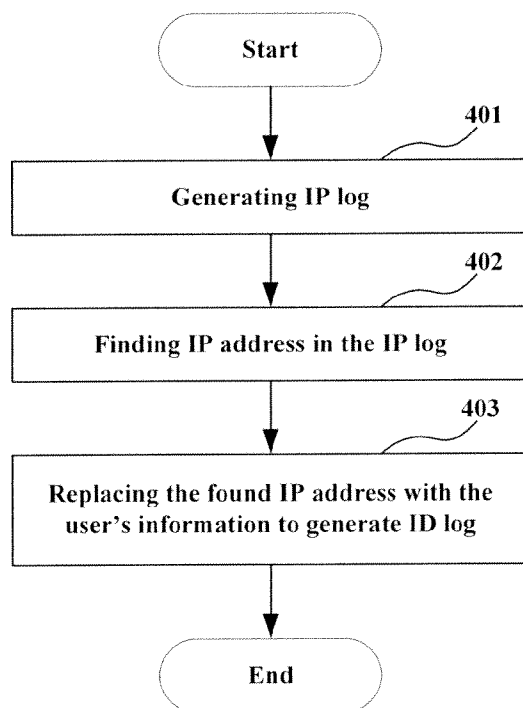 Start
401
Generating IP log
402
Finding IP address in the IP log
403
Replacing the found IP address with the
user's information to generate ID log
End